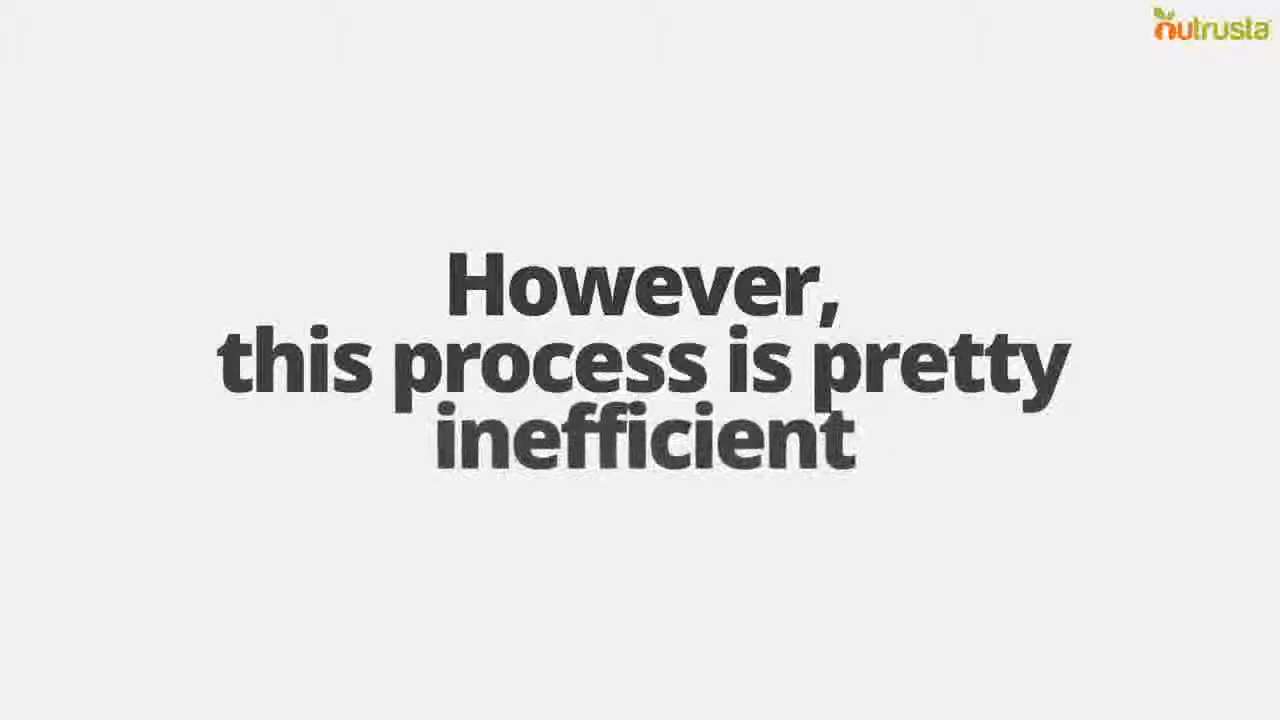 nutrusta
However,
this process is pretty
inefficient